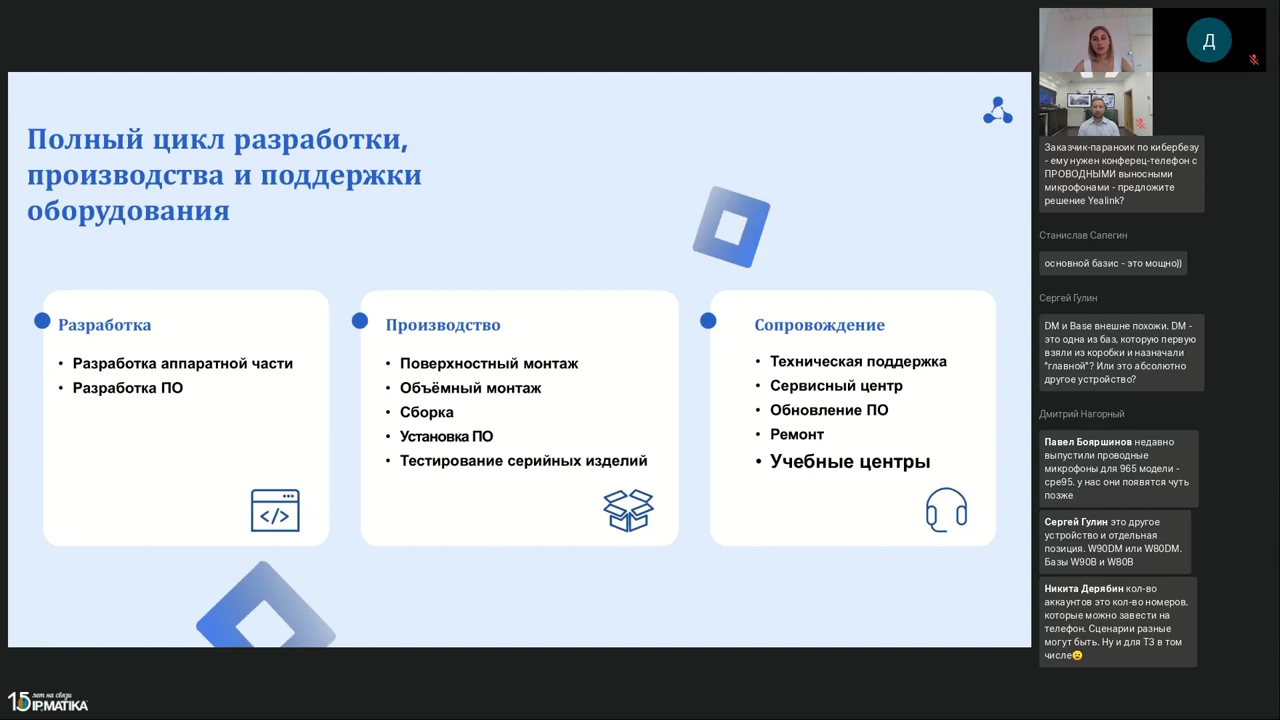 Полный цикл разработки,
производства и поддержки
оборудования
Разработка
• Разработка аппаратной части
• Разработка ПО
</>
Производство
• Поверхностный монтаж
• Объёмный монтаж
• Сборка
• Установка ПО
• Тестирование серийных изделий
Сопровождение
• Техническая поддержка
• Сервисный центр
• Обновление ПО
• Ремонт
• Учебные центры
Д
Заказчик-параноик по кибербезу
- ему нужен конферец-телефон с
ПРОВОДНЫМИ выносными
микрофонами - предложите
решение Yealink?
Станислав Сапегин
основной базис - это мощно))
Сергей Гулин
DM и Base внешне похожи. DM -
это одна из баз, которую первую
взяли из коробки и назначали
"главной"? Или это абсолютно
другое устройство?
Дмитрий Нагорный
Павел Бояршинов недавно
выпустили проводные
микрофоны для 965 модели -
cpe95. у нас они появятся чуть
позже
Сергей Гулин это другое
устройство и отдельная
позиция. W90DM или W80DM.
Базы W90B и W80B
Никита Дерябин кол-во
аккаунтов это кол-во номеров,
которые можно завести на
телефон. Сценарии разные
могут быть. Ну и для ТЗ в том
числе😮
15 лет на связи
IPMATIKA